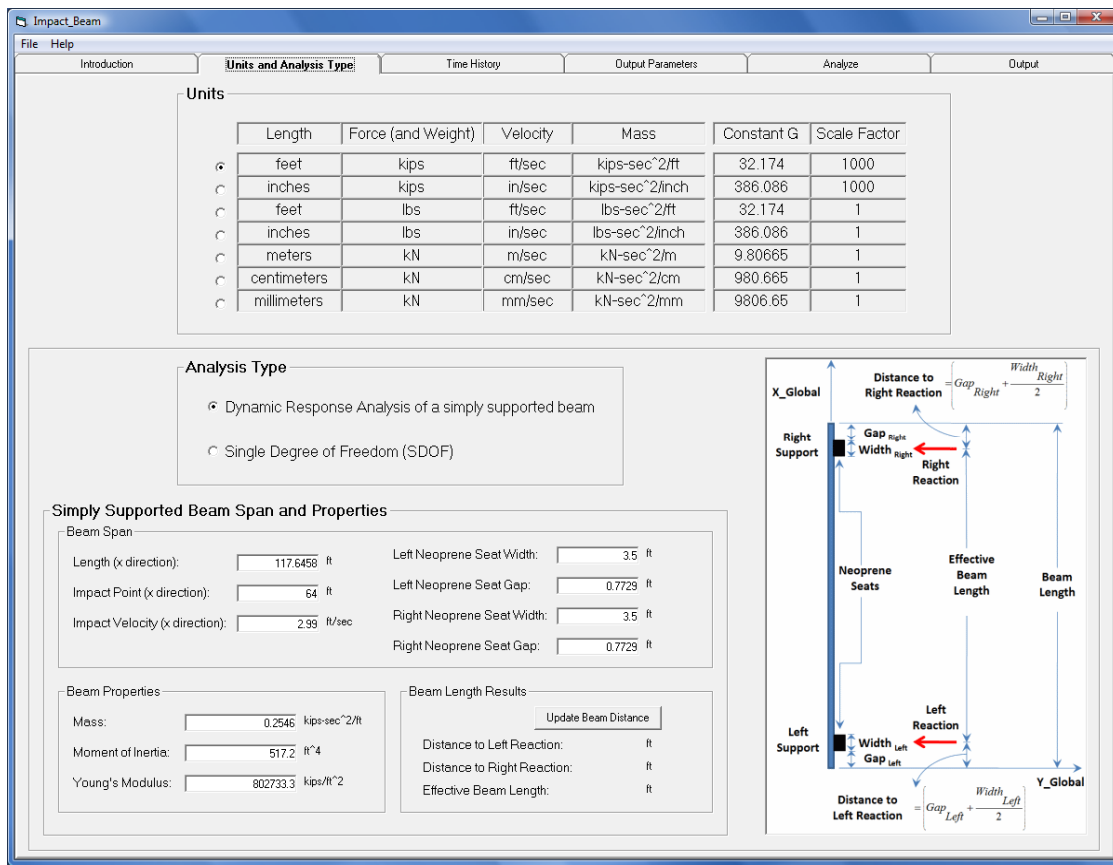 Impact_Beam
File Help
Introduction Units and Analysis Type Time History Output Parameters Analyze Output
Units
Length Force (and Weight) Velocity Mass Constant G Scale Factor
feet kips ft/sec kips-sec^2/ft 32.174 1000
inches kips in/sec kips-sec^2/inch 386.086 1000
feet lbs ft/sec lbs-sec^2/ft 32.174 1
inches lbs in/sec lbs-sec^2/inch 386.086 1
meters kN m/sec kN-sec^2/m 9.80665 1
centimeters kN cm/sec kN-sec^2/cm 980.665 1
millimeters kN mm/sec kN-sec^2/mm 9806.65 1
Analysis Type
Dynamic Response Analysis of a simply supported beam
Single Degree of Freedom (SDOF)
Simply Supported Beam Span and Properties
Beam Span
Length (x direction): 117.6458 ft
Impact Point (x direction): 64 ft
Impact Velocity (x direction): 2.99 ft/sec
Left Neoprene Seat Width: 3.5 ft
Left Neoprene Seat Gap: 0.7729 ft
Right Neoprene Seat Width: 3.5 ft
Right Neoprene Seat Gap: 0.7729 ft
Beam Properties
Mass: 0.2546 kips-sec^2/ft
Moment of Inertia: 517.2 ft^4
Young's Modulus: 802733.3 kips/ft^2
Beam Length Results
Update Beam Distance
Distance to Left Reaction: ft
Distance to Right Reaction: ft
Effective Beam Length: ft
X_Global
Distance to
Right Reaction
= (Gap Right + Width Right / 2)
Right
Support
Gap Right
Width Right
Right
Reaction
Neoprene
Seats
Effective
Beam
Length
Beam
Length
Left
Reaction
Left
Support
Width Left
Gap Left
Y_Global
Distance to
Left Reaction
= (Gap Left + Width Left / 2)